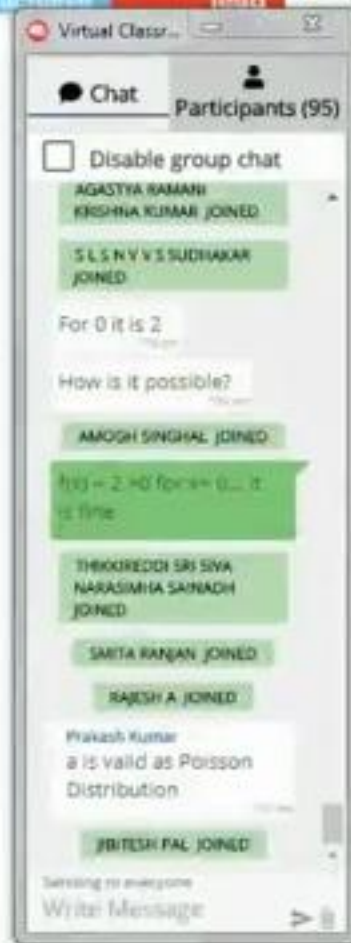 Virtual Classr...
Chat
Participants (95)
Disable group chat
AGASTYA RAMANI
KRISHNA KUMAR JOINED
S L S N V V S SUDHAKAR
JOINED
For 0 it is 2
How is it possible?
AMOGH SINGHAL JOINED
= 2 >0 for x= 0... it
is fine
THIKKIREDDI SRI SIVA
NARASIMHA SAINADH
JOINED
SMITA RANJAN JOINED
RAJESH A JOINED
Prakash Kumar
a is valid as Poisson
Distribution
JIBITESH PAL JOINED
Sending to everyone
Write Message